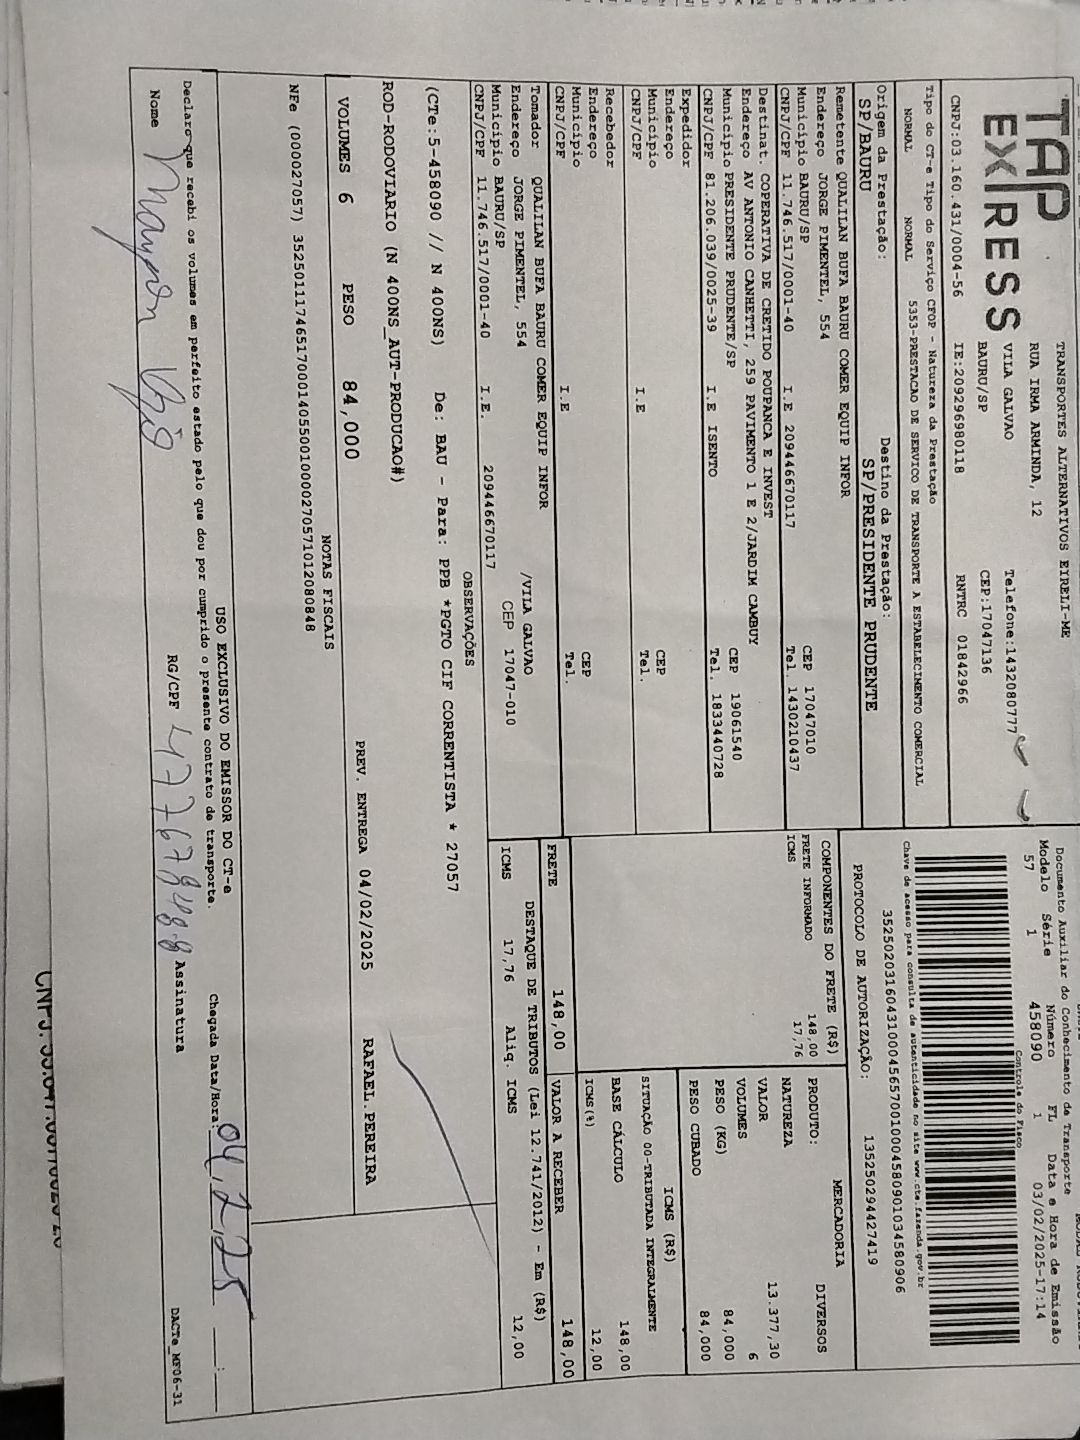 TAP
EXPRESS
TRANSPORTES ALTERNATIVOS EIRELI-ME
RUA IRMA ARMINDA, 12
VILA GALVAO
BAURU/SP
Telefone:1432080777
CEP:17047136
CNPJ:03.160.431/0004-56 IE:209296980118 RNTRC 01842966
Tipo do CT-e Tipo do Serviço CFOP - Natureza da Prestação
NORMAL NORMAL 5353-PRESTACAO DE SERVICO DE TRANSPORTE A ESTABELECIMENTO COMERCIAL
Origem da Prestação: Destino da Prestação:
SP/BAURU SP/PRESIDENTE PRUDENTE
Remetente QUALILAN BUFA BAURU COMER EQUIP INFOR
Endereço JORGE PIMENTEL, 554
Município BAURU/SP CEP 17047010
CNPJ/CPF 11.746.517/0001-40 I.E 209446670117 Tel. 1430210437
Destinat. COPERATIVA DE CRETIDO POUPANCA E INVEST
Endereço AV ANTONIO CANHETTI, 259 PAVIMENTO 1 E 2/JARDIM CAMBUY
Município PRESIDENTE PRUDENTE/SP CEP 19061540
CNPJ/CPF 81.206.039/0025-39 I.E ISENTO Tel. 1833440728
Expedidor
Endereço
Município CEP
CNPJ/CPF I.E Tel.
Recebedor
Endereço
Município CEP
CNPJ/CPF I.E Tel.
Tomador QUALILAN BUFA BAURU COMER EQUIP INFOR
Endereço JORGE PIMENTEL, 554 /VILA GALVAO
Município BAURU/SP CEP 17047-010
CNPJ/CPF 11.746.517/0001-40 I.E. 209446670117
Documento Auxiliar do Conhecimento de Transporte
Modelo Série Número FL Data e Hora de Emissão
57 1 458090 1 03/02/2025-17:14
Controle do Fisco
Chave de acesso para consulta de autenticidade no site www.cte.fazenda.gov.br
35250203160431000456570010004580901034580906
PROTOCOLO DE AUTORIZAÇÃO: 135250294427419
COMPONENTES DO FRETE (R$)
FRETE INFORMADO 148,00
ICMS 17,76
MERCADORIA
PRODUTO: DIVERSOS
NATUREZA
VALOR 13.377,30
VOLUMES 6
PESO (KG) 84,000
PESO CUBADO 84,000
ICMS (R$)
SITUAÇÃO 00-TRIBUTADA INTEGRALMENTE
BASE CÁLCULO 148,00
ICMS(%) 12,00
FRETE 148,00 VALOR A RECEBER 148,00
DESTAQUE DE TRIBUTOS (Lei 12.741/2012) - Em (R$)
ICMS 17,76 Aliq. ICMS 12,00
OBSERVAÇÕES
(CTe:5-458090 // N 400NS) De: BAU - Para: PPB *PGTO CIF CORRENTISTA * 27057
ROD-RODOVIARIO (N 400NS_AUT-PRODUCAO#)
VOLUMES 6 PESO 84,000 PREV. ENTREGA 04/02/2025 RAFAEL.PEREIRA
NOTAS FISCAIS
NFe (000027057) 35250111746517000140550010000270571012080848
USO EXCLUSIVO DO EMISSOR DO CT-e
Declaro que recebi os volumes em perfeito estado pelo que dou por cumprido o presente contrato de transporte. Chegada Data/Hora: 04,2,25 :
Nome RG/CPF Assinatura
DACTe_MF06-31